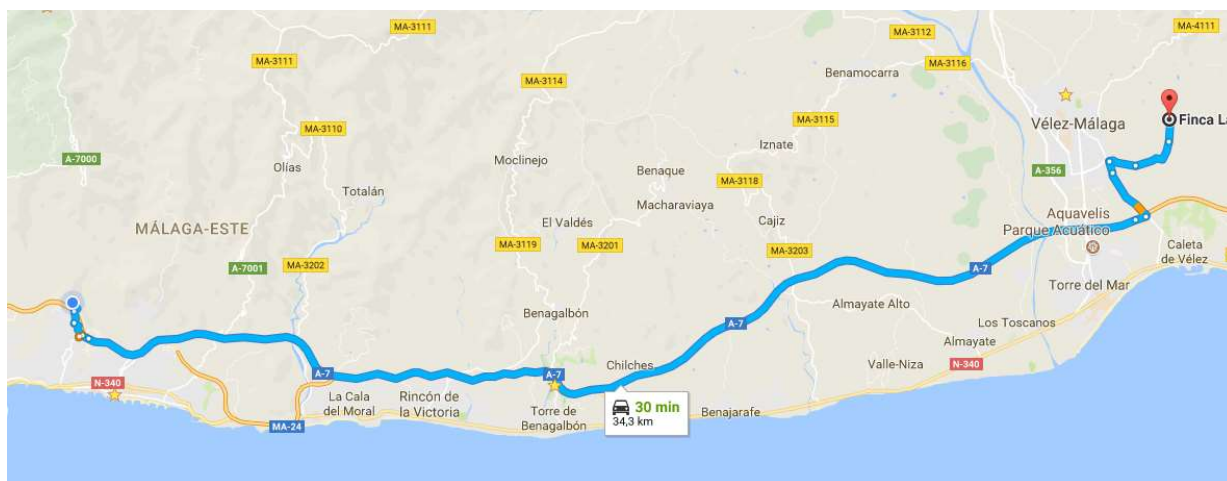 MA-3111
MA-3111
MA-3112
MA-4111
MA-3114
MA-3116
Benamocarra
MA-3110
MA-3115
Vélez-Málaga
Finca La
A-7000
Olías
Moclinejo
Iznate
A-356
Totalán
Benaque
MA-3118
Macharaviaya
MÁLAGA-ESTE
El Valdés
Cajiz
Aquavelis
Parque Acuático
MA-3119
MA-3201
MA-3203
Caleta
de Vélez
A-7001
MA-3202
A-7
Torre del Mar
Almayate Alto
Benagalbón
A-7
Los Toscanos
Almayate
N-340
A-7
A-7
Chilches
Valle-Niza
N-340
La Cala
del Moral
Rincón de
la Victoria
30 min
34,3 km
Benajarafe
Torre de
Benagalbón
MA-24